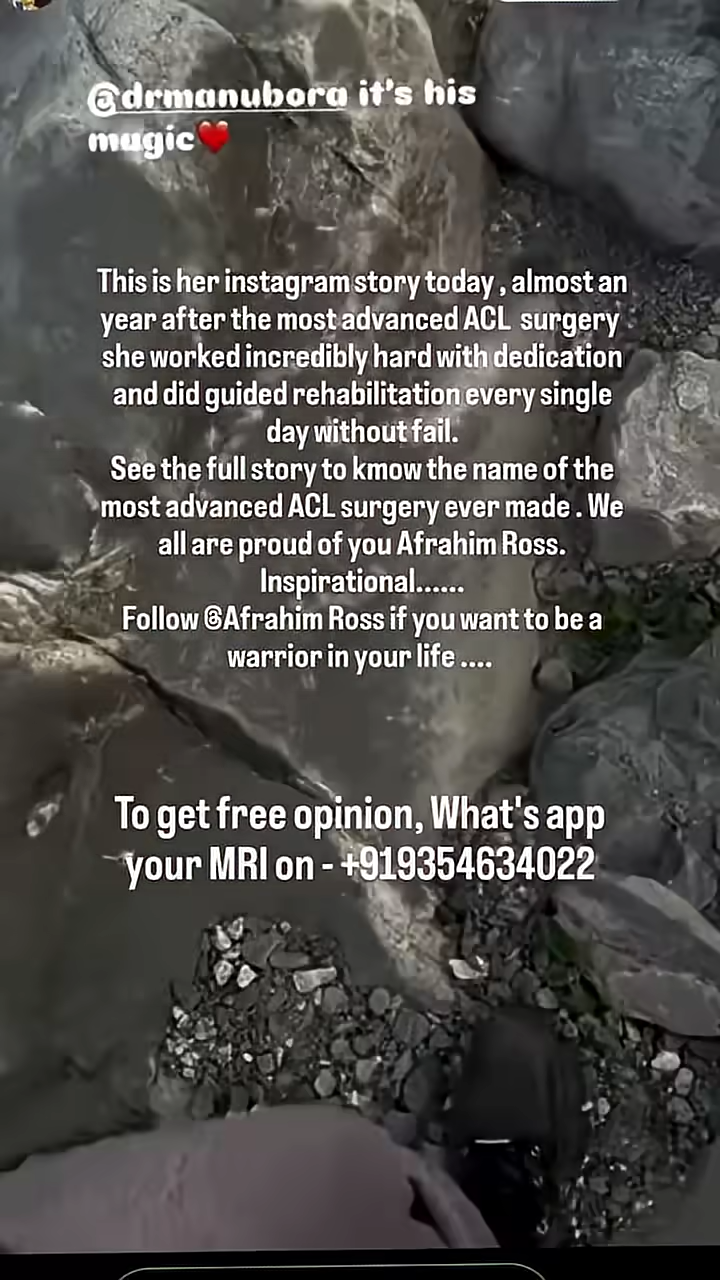 @drmanubora it's his
magic❤️
This is her instagram story today , almost an
year after the most advanced ACL surgery
she worked incredibly hard with dedication
and did guided rehabilitation every single
day without fail.
See the full story to kmow the name of the
most advanced ACL surgery ever made . We
all are proud of you Afrahim Ross.
Inspirational......
Follow @Afrahim Ross if you want to be a
warrior in your life ....
To get free opinion, What's app
your MRI on - +919354634022